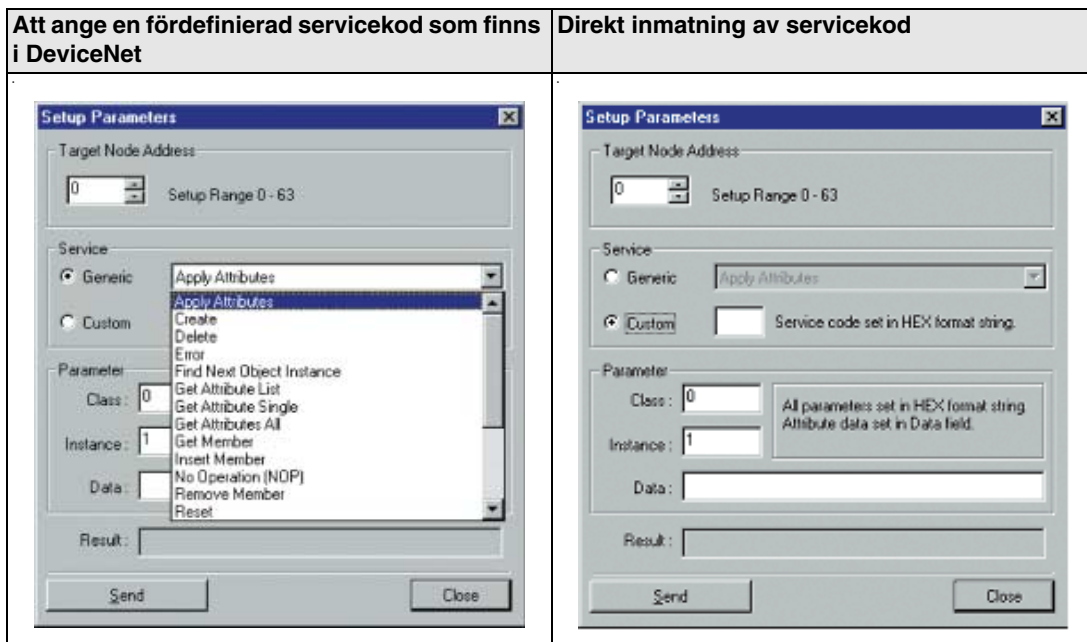 Att ange en fördefinierad servicekod som finns
i DeviceNet
Direkt inmatning av servicekod
Setup Parameters
Target Node Address
0
Setup Range 0 - 63
Service
Generic
Apply Attributes
Apply Attributes
Create
Custom
Delete
Error
Find Next Object Instance
Parameter
Get Attribute List
Class : 0
Get Attribute Single
Get Attributes All
Instance : 1
Get Member
Insert Member
No Operation (NOP)
Data :
Remove Member
Reset
Result :
Send
Close
Setup Parameters
Target Node Address
0
Setup Range 0 - 63
Service
Generic
Apply Attributes
Custom
Service code set in HEX format string.
Parameter
Class : 0
All parameters set in HEX format string.
Attribute data set in Data field.
Instance : 1
Data :
Result :
Send
Close